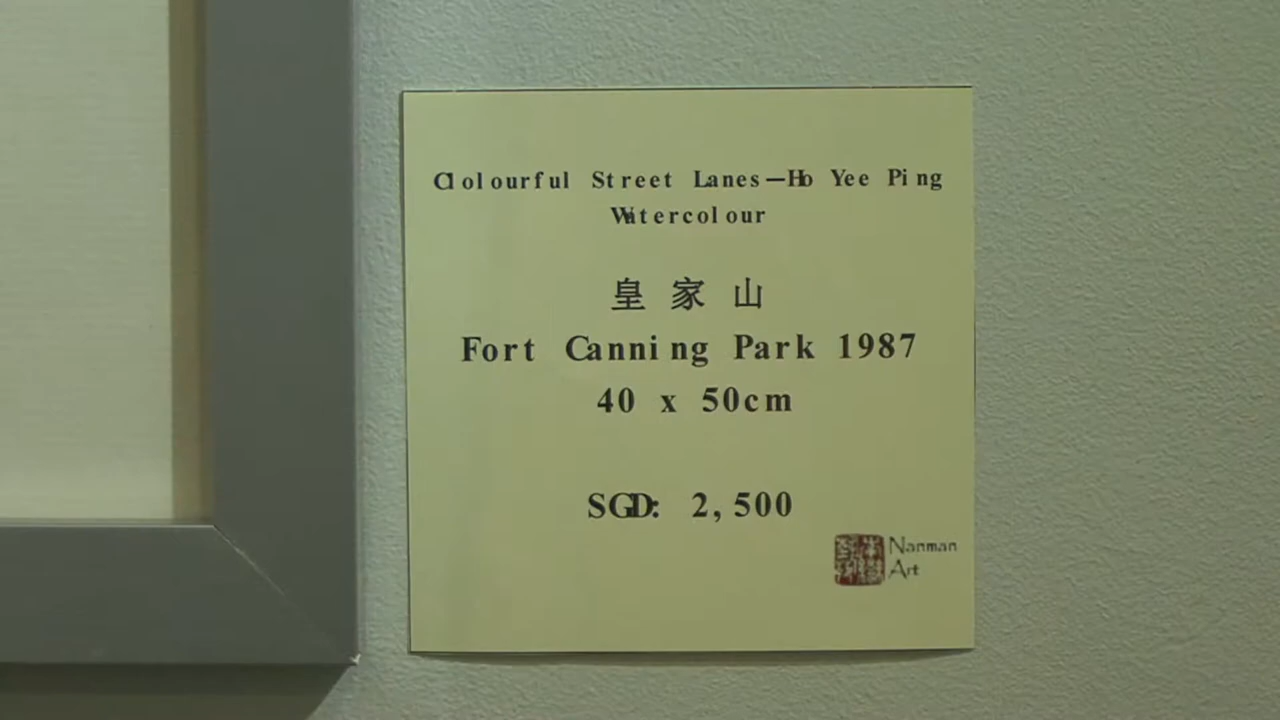 Clolourful Street Lanes—Ho Yee Ping
Watercolour
皇家山
Fort Canning Park 1987
40 x 50cm
SGD: 2,500
Nanman
Art